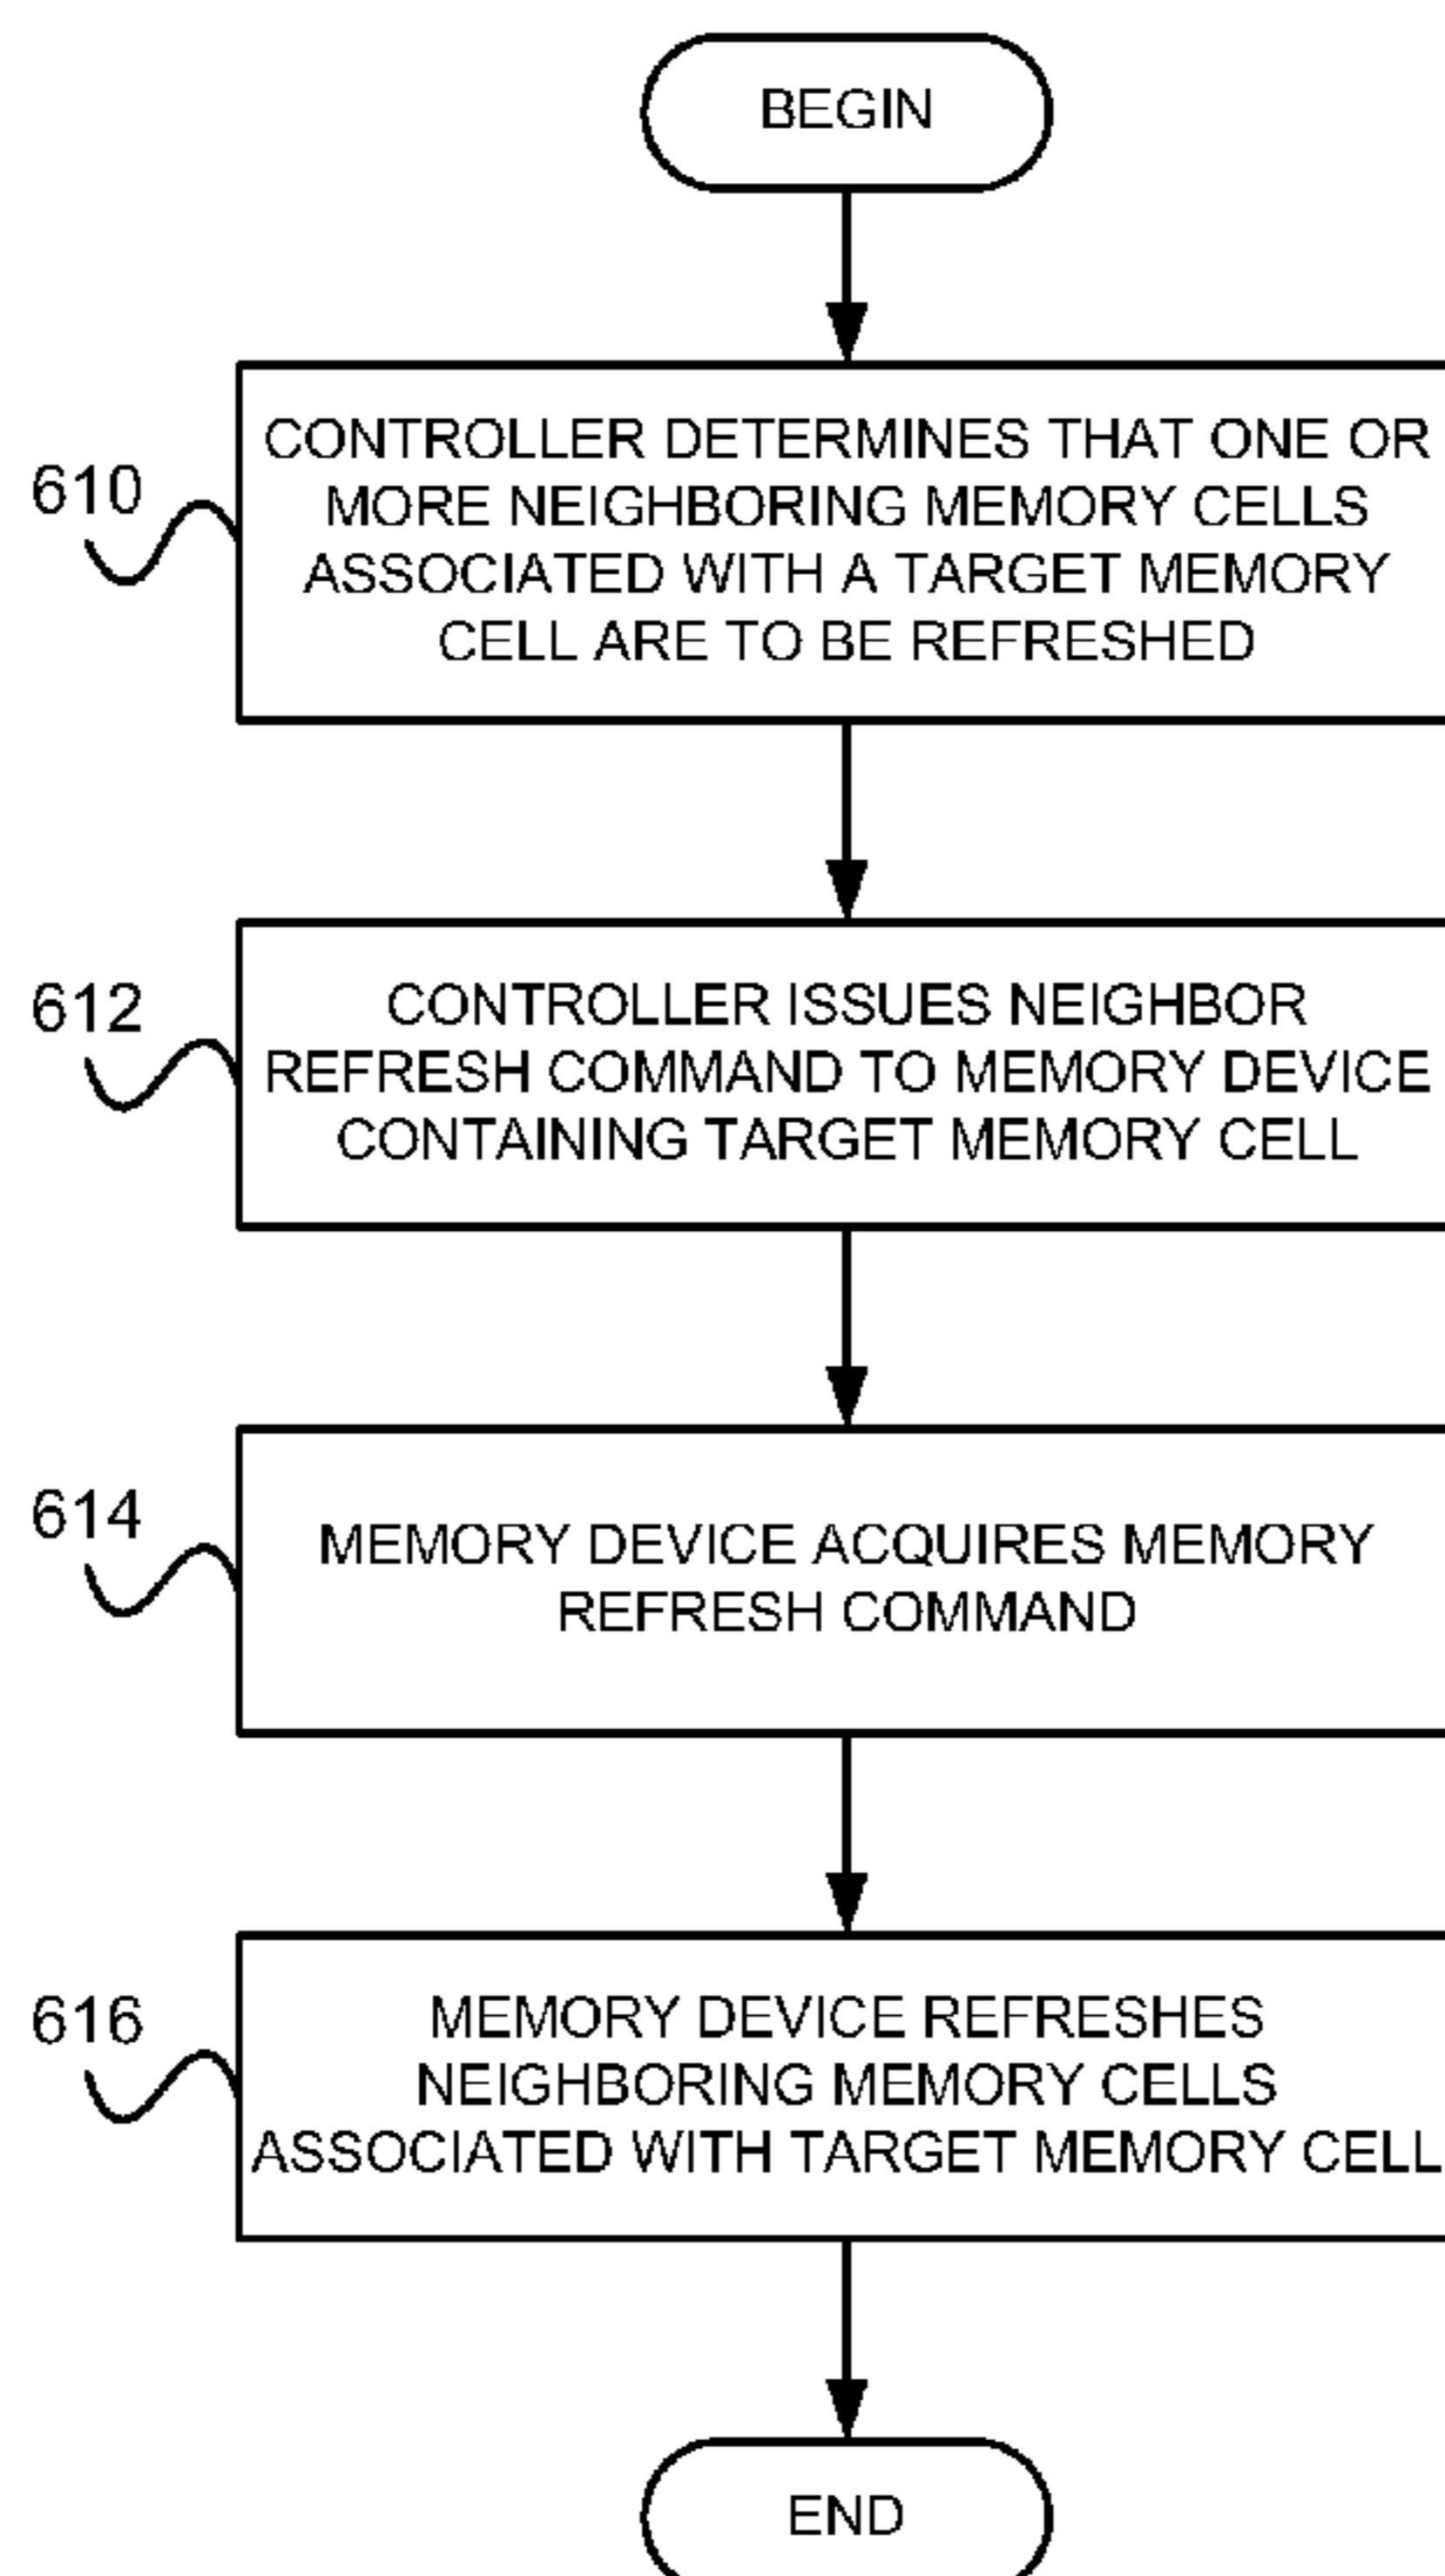 BEGIN
610
CONTROLLER DETERMINES THAT ONE OR
MORE NEIGHBORING MEMORY CELLS
ASSOCIATED WITH A TARGET MEMORY
CELL ARE TO BE REFRESHED
612
CONTROLLER ISSUES NEIGHBOR
REFRESH COMMAND TO MEMORY DEVICE
CONTAINING TARGET MEMORY CELL
614
MEMORY DEVICE ACQUIRES MEMORY
REFRESH COMMAND
616
MEMORY DEVICE REFRESHES
NEIGHBORING MEMORY CELLS
ASSOCIATED WITH TARGET MEMORY CELL
END